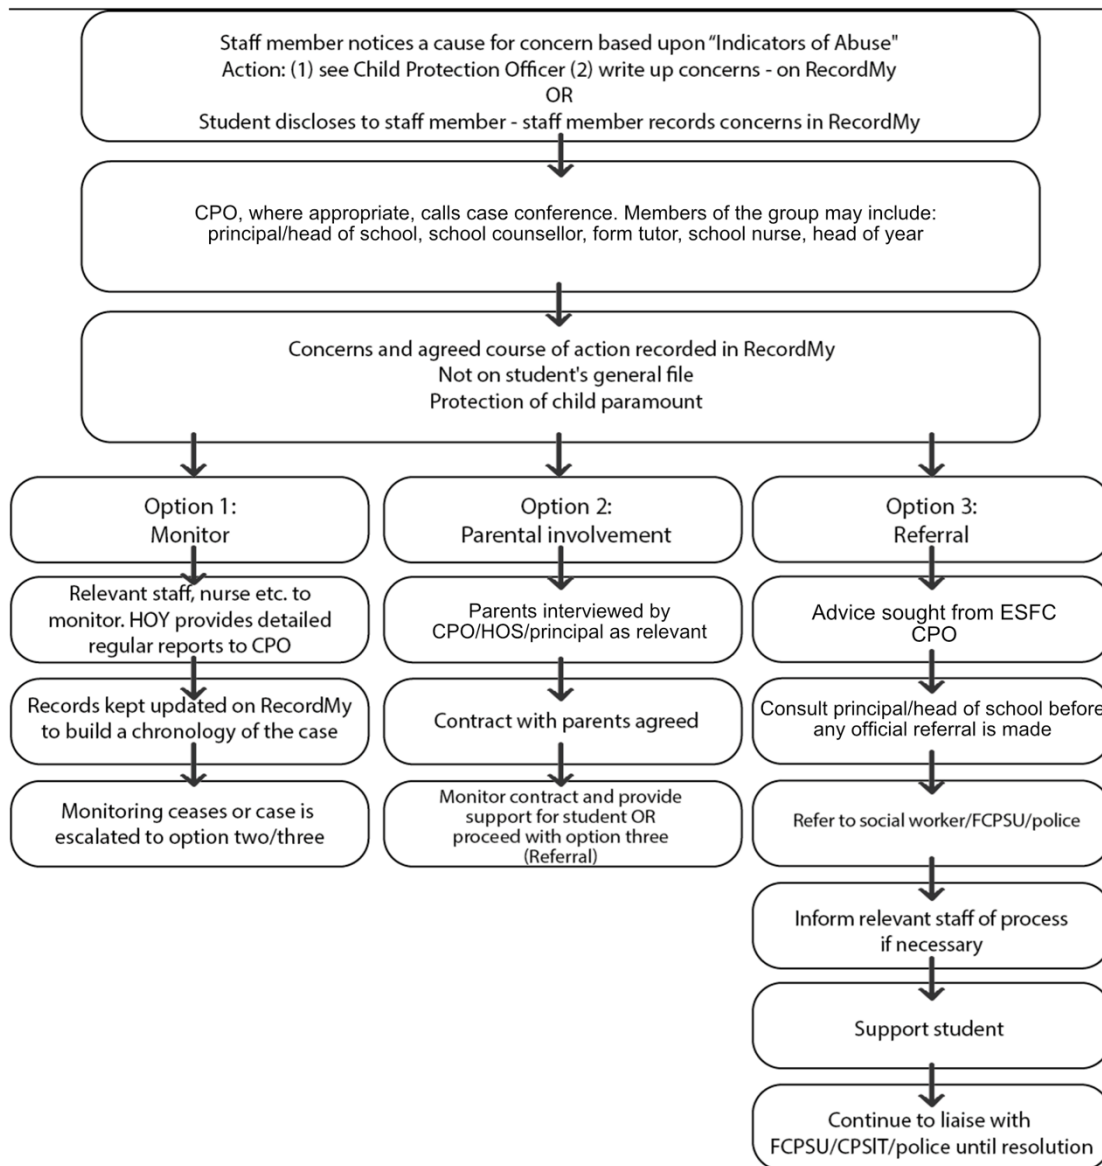 Staff member notices a cause for concern based upon “Indicators of Abuse"
Action: (1) see Child Protection Officer (2) write up concerns - on RecordMy
OR
Student discloses to staff member - staff member records concerns in RecordMy
CPO, where appropriate, calls case conference. Members of the group may include:
principal/head of school, school counsellor, form tutor, school nurse, head of year
Concerns and agreed course of action recorded in RecordMy
Not on student's general file
Protection of child paramount
Option 1:
Monitor
Relevant staff, nurse etc. to
monitor. HOY provides detailed
regular reports to CPO
Records kept updated on RecordMy
to build a chronology of the case
Monitoring ceases or case is
escalated to option two/three
Option 2:
Parental involvement
Parents interviewed by
CPO/HOS/principal as relevant
Contract with parents agreed
Monitor contract and provide
support for student OR
proceed with option three
(Referral)
Option 3:
Referral
Advice sought from ESFC
CPO
Consult principal/head of school before
any official referral is made
Refer to social worker/FCPSU/police
Inform relevant staff of process
if necessary
Support student
Continue to liaise with
FCPSU/CPSIT/police until resolution